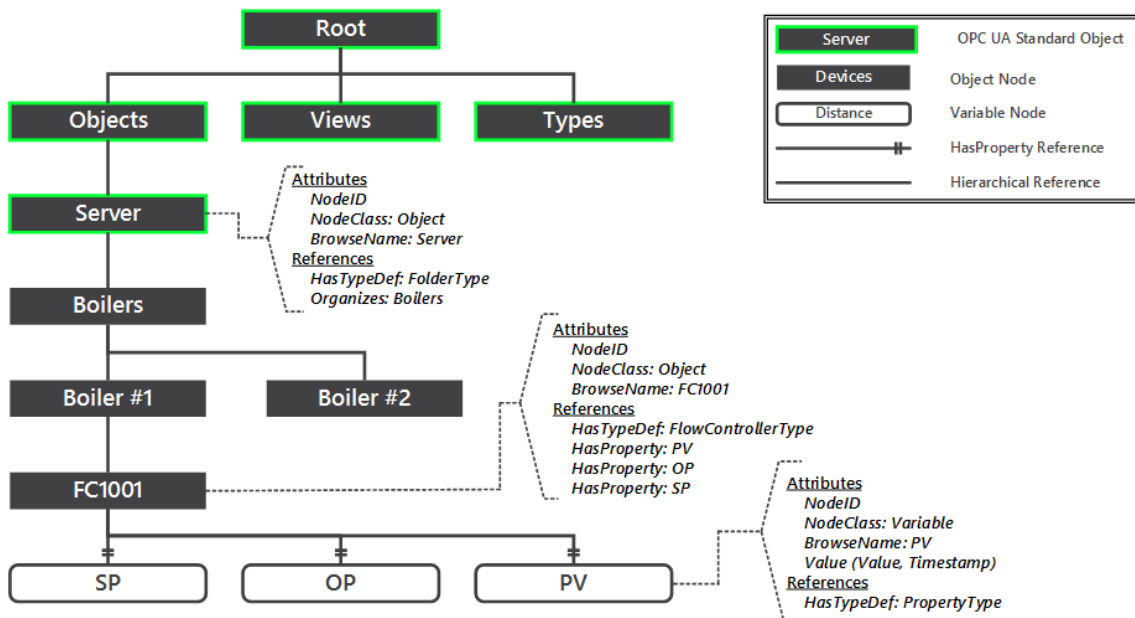 Root
Objects
Views
Types
Server
Boilers
Boiler #1
Boiler #2
FC1001
SP
OP
PV
Attributes
NodeID
NodeClass: Object
BrowseName: Server
References
HasTypeDef: FolderType
Organizes: Boilers
Attributes
NodeID
NodeClass: Object
BrowseName: FC1001
References
HasTypeDef: FlowControllerType
HasProperty: PV
HasProperty: OP
HasProperty: SP
Attributes
NodeID
NodeClass: Variable
BrowseName: PV
Value (Value, Timestamp)
References
HasTypeDef: PropertyType
Server OPC UA Standard Object
Devices Object Node
Distance Variable Node
HasProperty Reference
Hierarchical Reference